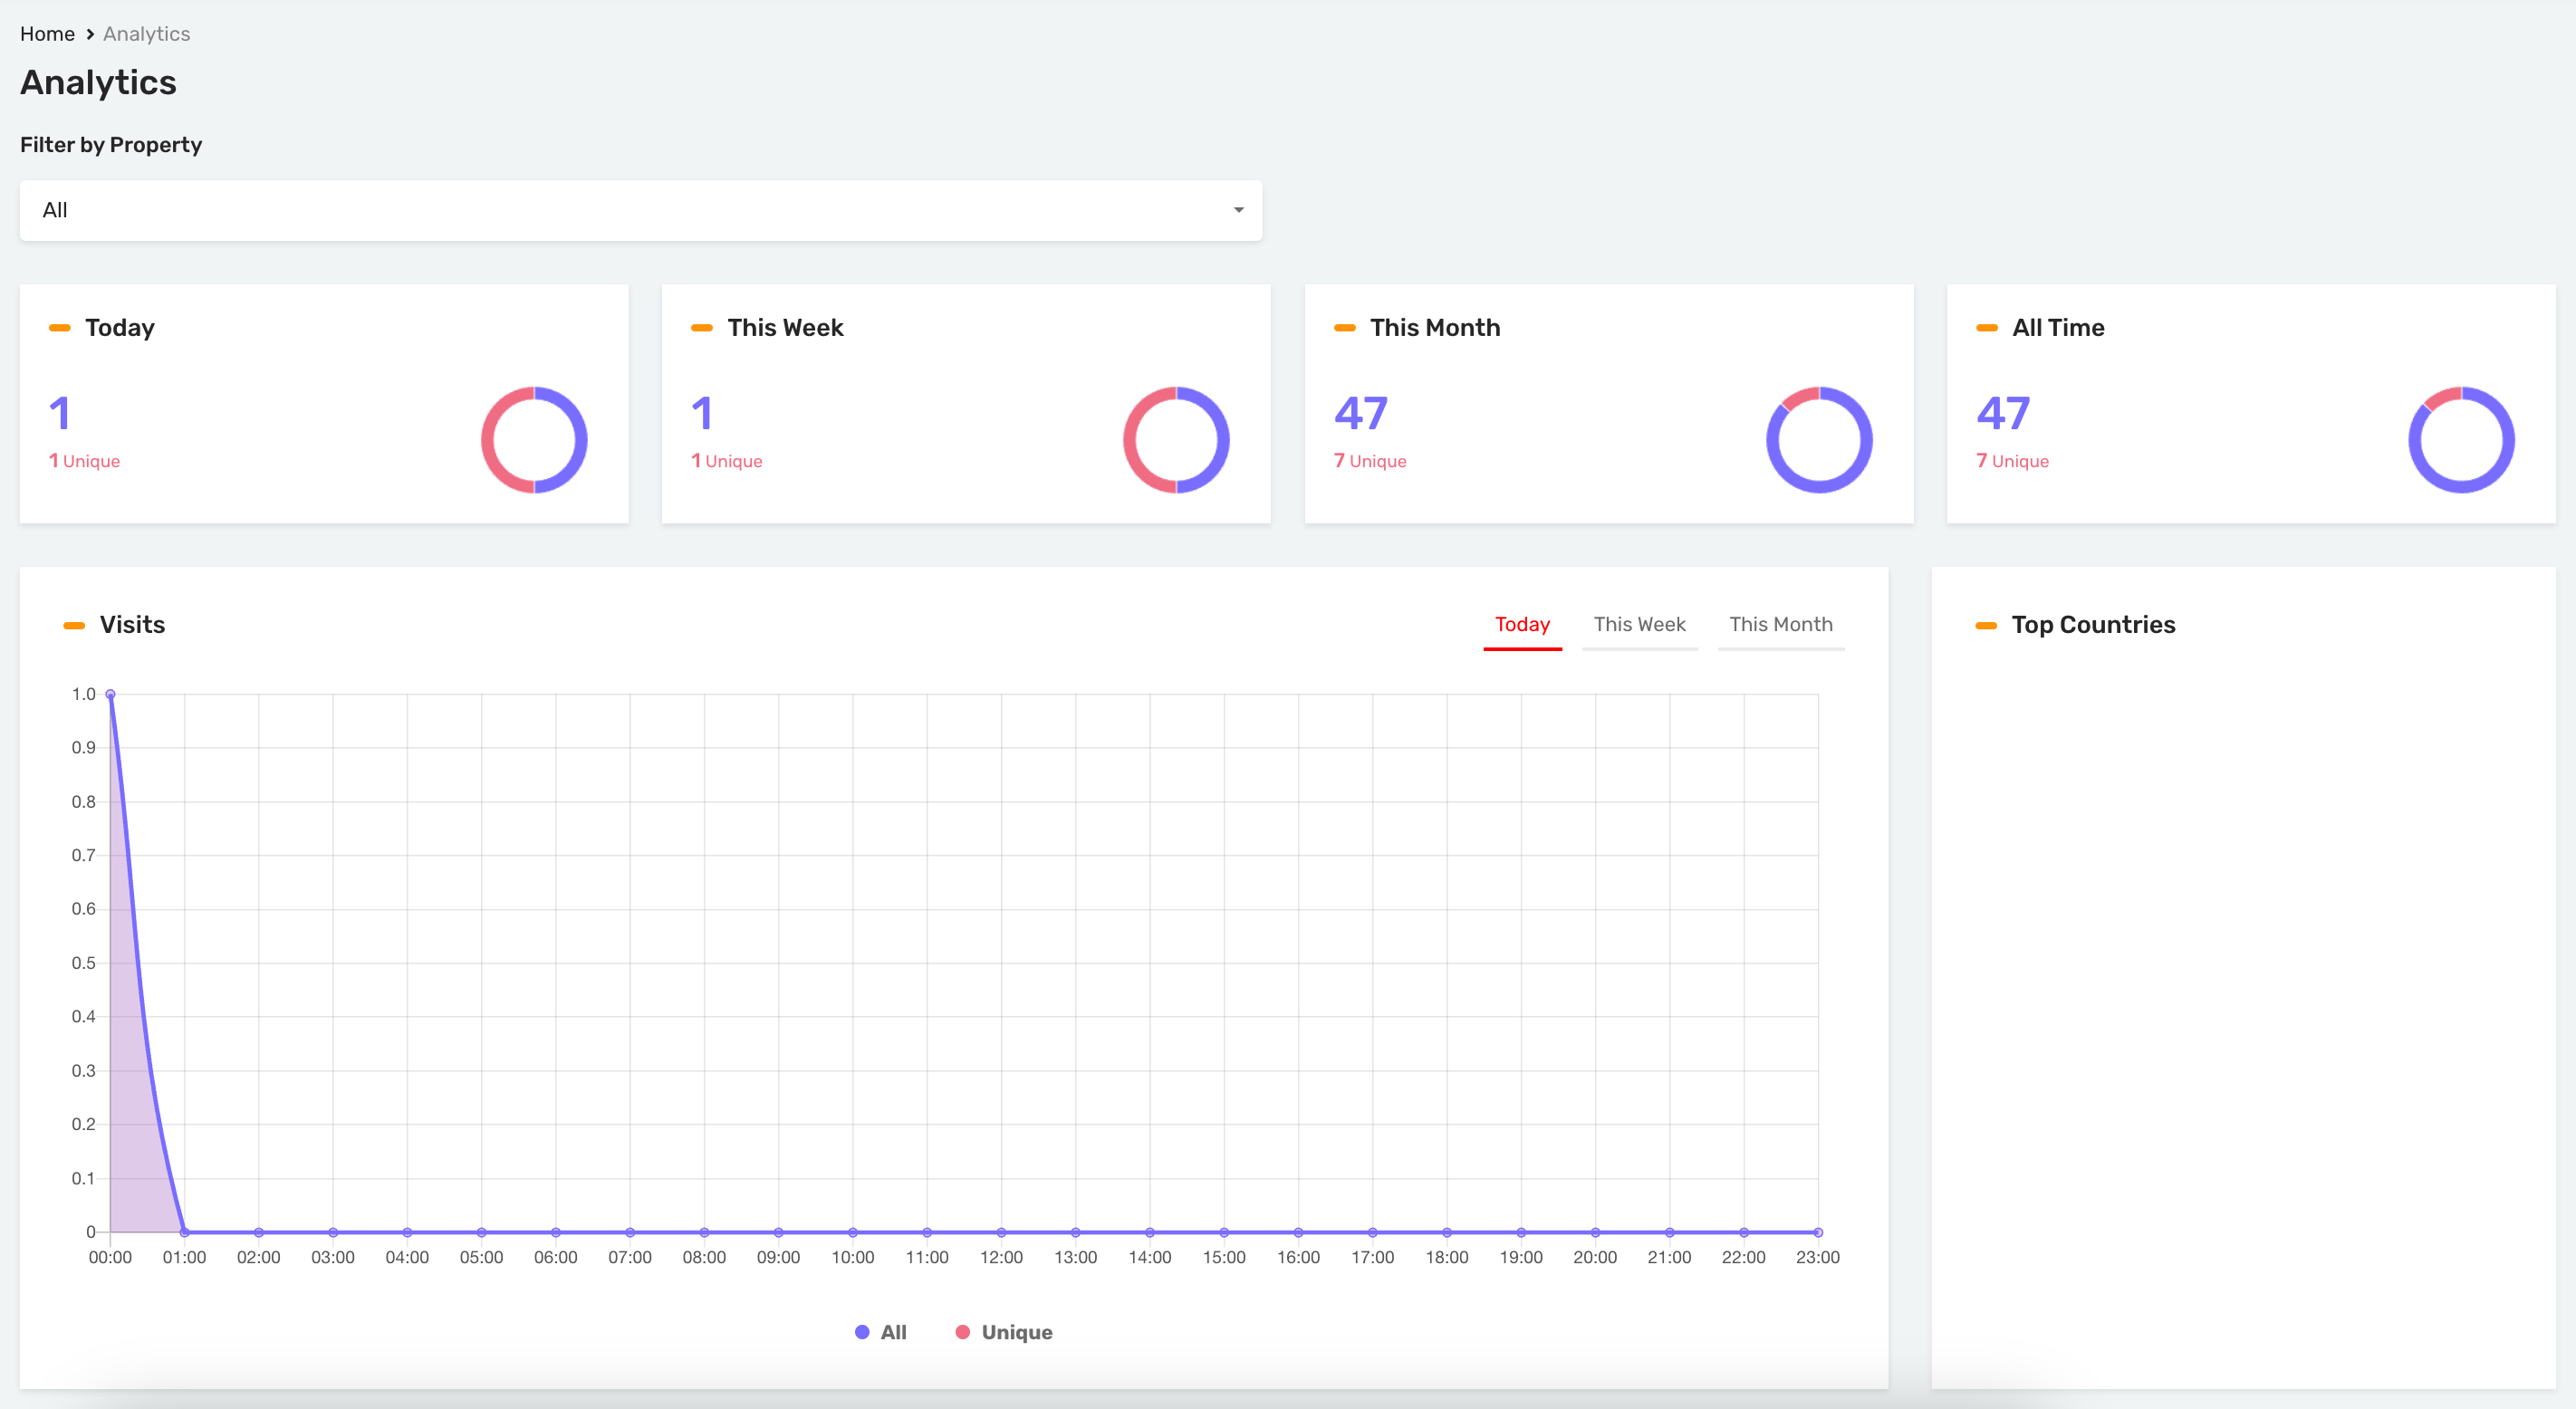 Home > Analytics
Analytics
Filter by Property
All
Today
1
1 Unique
This Week
1
1 Unique
This Month
47
7 Unique
All Time
47
7 Unique
Visits
Today This Week This Month
1.0
0.9
0.8
0.7
0.6
0.5
0.4
0.3
0.2
0.1
0
00:00 01:00 02:00 03:00 04:00 05:00 06:00 07:00 08:00 09:00 10:00 11:00 12:00 13:00 14:00 15:00 16:00 17:00 18:00 19:00 20:00 21:00 22:00 23:00
All Unique
Top Countries